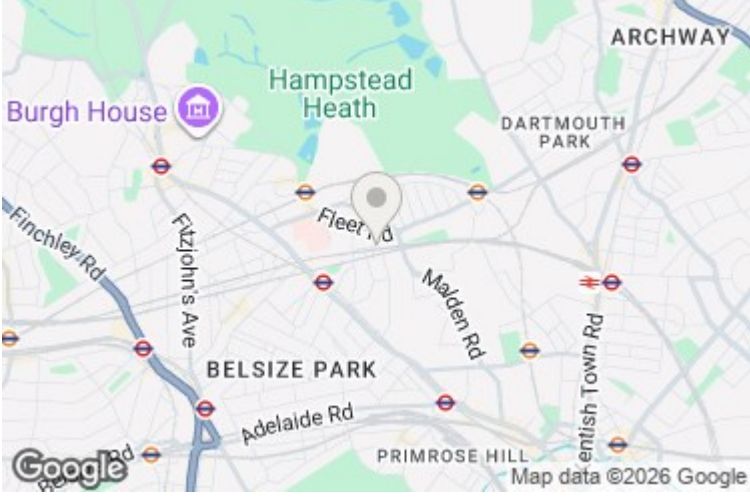 ARCHWAY
Hampstead
Heath
Burgh House
DARTMOUTH
PARK
Fleet Rd
Finchley Rd
Fitzjohn's Ave
Malden Rd
BELSIZE PARK
Kentish Town Rd
Adelaide Rd
PRIMROSE HILL
Google
Map data ©2026 Google